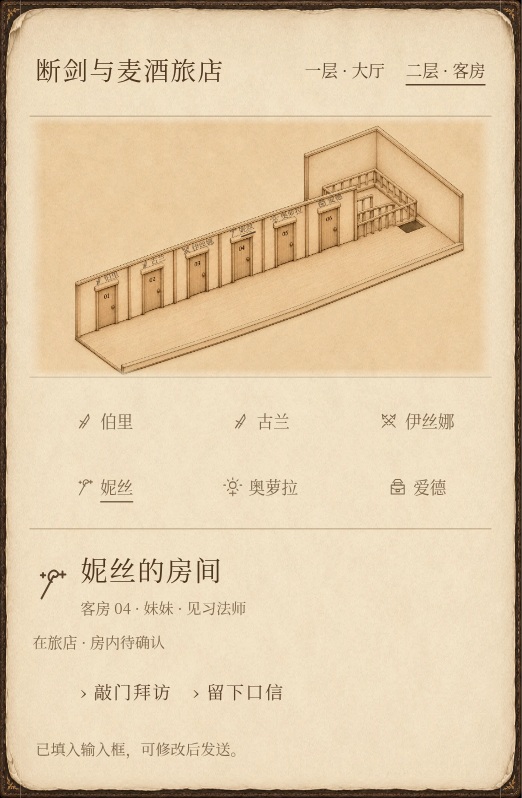 断剑与麦酒旅店
一层 · 大厅
二层 · 客房
01
02
03
04
05
伯里
古兰
伊丝娜
妮丝
奥萝拉
爱德
妮丝的房间
客房 04 · 妹妹 · 见习法师
在旅店 · 房内待确认
› 敲门拜访 › 留下口信
已填入输入框，可修改后发送。